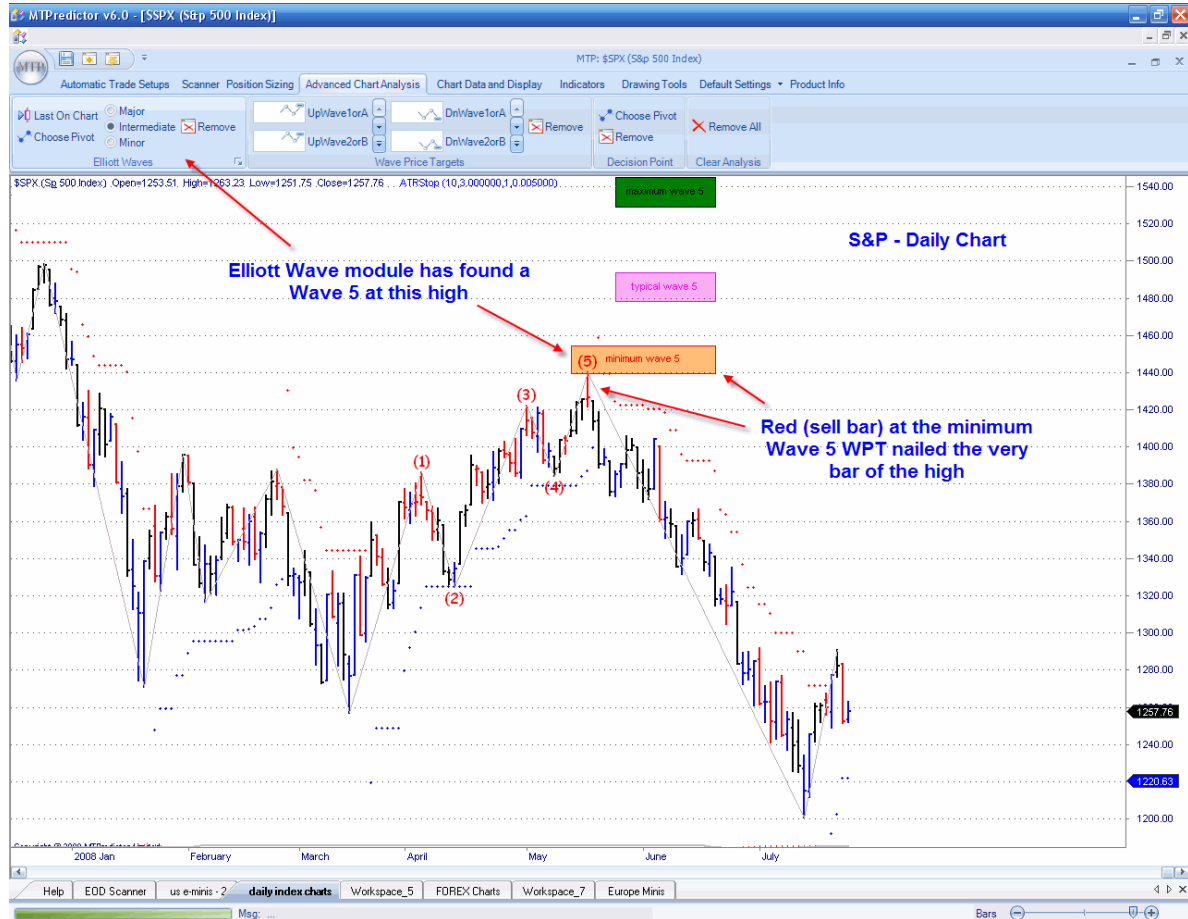 MTPredictor v6.0 - [$SPX (S&p 500 Index)]
MTP
MTP: $SPX (S&p 500 Index)
Automatic Trade Setups Scanner Position Sizing Advanced Chart Analysis Chart Data and Display Indicators Drawing Tools Default Settings Product Info
Last On Chart
Choose Pivot
Major
Intermediate
Minor
Remove
Elliott Waves
UpWave1orA
UpWave2orB
DnWave1orA
DnWave2orB
Remove
Wave Price Targets
Choose Pivot
Remove
Decision Point
Remove All
Clear Analysis
$SPX (Sp 500 Index) Open=1253.51 High=1263.23 Low=1251.75 Close=1257.76 ATRStop (10,3.000000,1,0.005000)
maximum wave 5
S&P - Daily Chart
Elliott Wave module has found a
Wave 5 at this high
typical wave 5
minimum wave 5
(5)
Red (sell bar) at the minimum
Wave 5 WPT nailed the very
bar of the high
(3)
(1)
(4)
(2)
1540.00
1520.00
1500.00
1480.00
1460.00
1440.00
1420.00
1400.00
1380.00
1360.00
1340.00
1320.00
1300.00
1280.00
1257.76
1240.00
1220.63
1200.00
2008 Jan February March April May June July
Help EOD Scanner us e-minis - 2 daily index charts Workspace_5 FOREX Charts Workspace_7 Europe Minis
Msg: ...
Bars